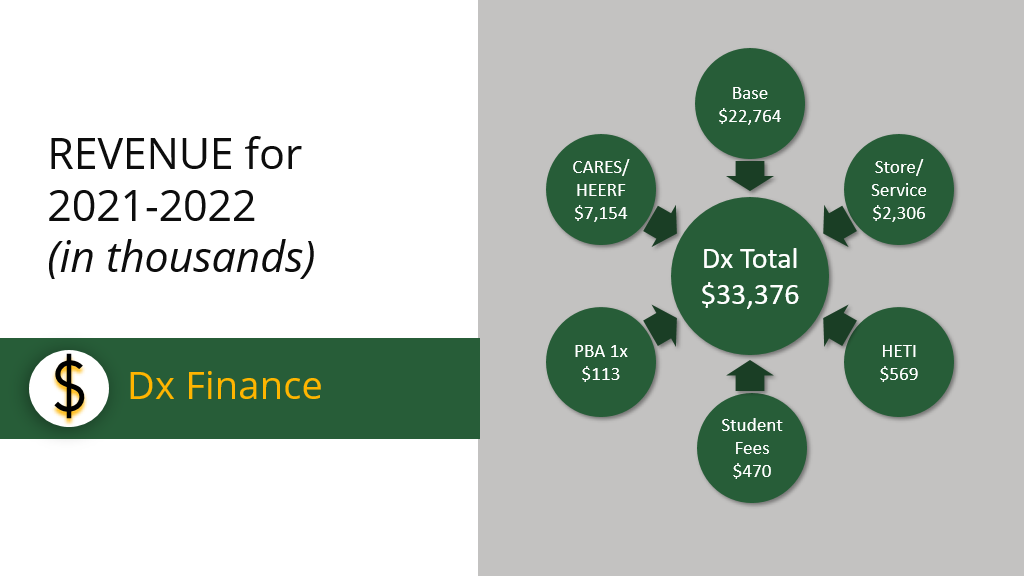 REVENUE for
2021-2022
(in thousands)
$
Dx Finance
Base
$22,764
CARES/
HEERF
$7,154
Store/
Service
$2,306
Dx Total
$33,376
PBA 1x
$113
HETI
$569
Student
Fees
$470